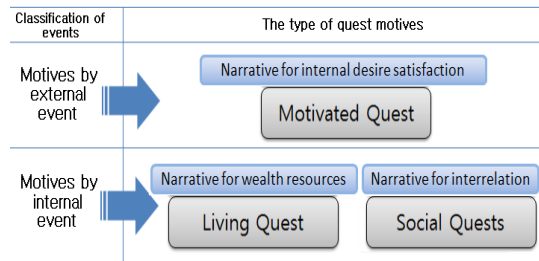 Classification of
events
The type of quest motives
Motives by
external
event
Narrative for internal desire satisfaction
Motivated Quest
Motives by
internal
event
Narrative for wealth resources
Narrative for interrelation
Living Quest
Social Quests